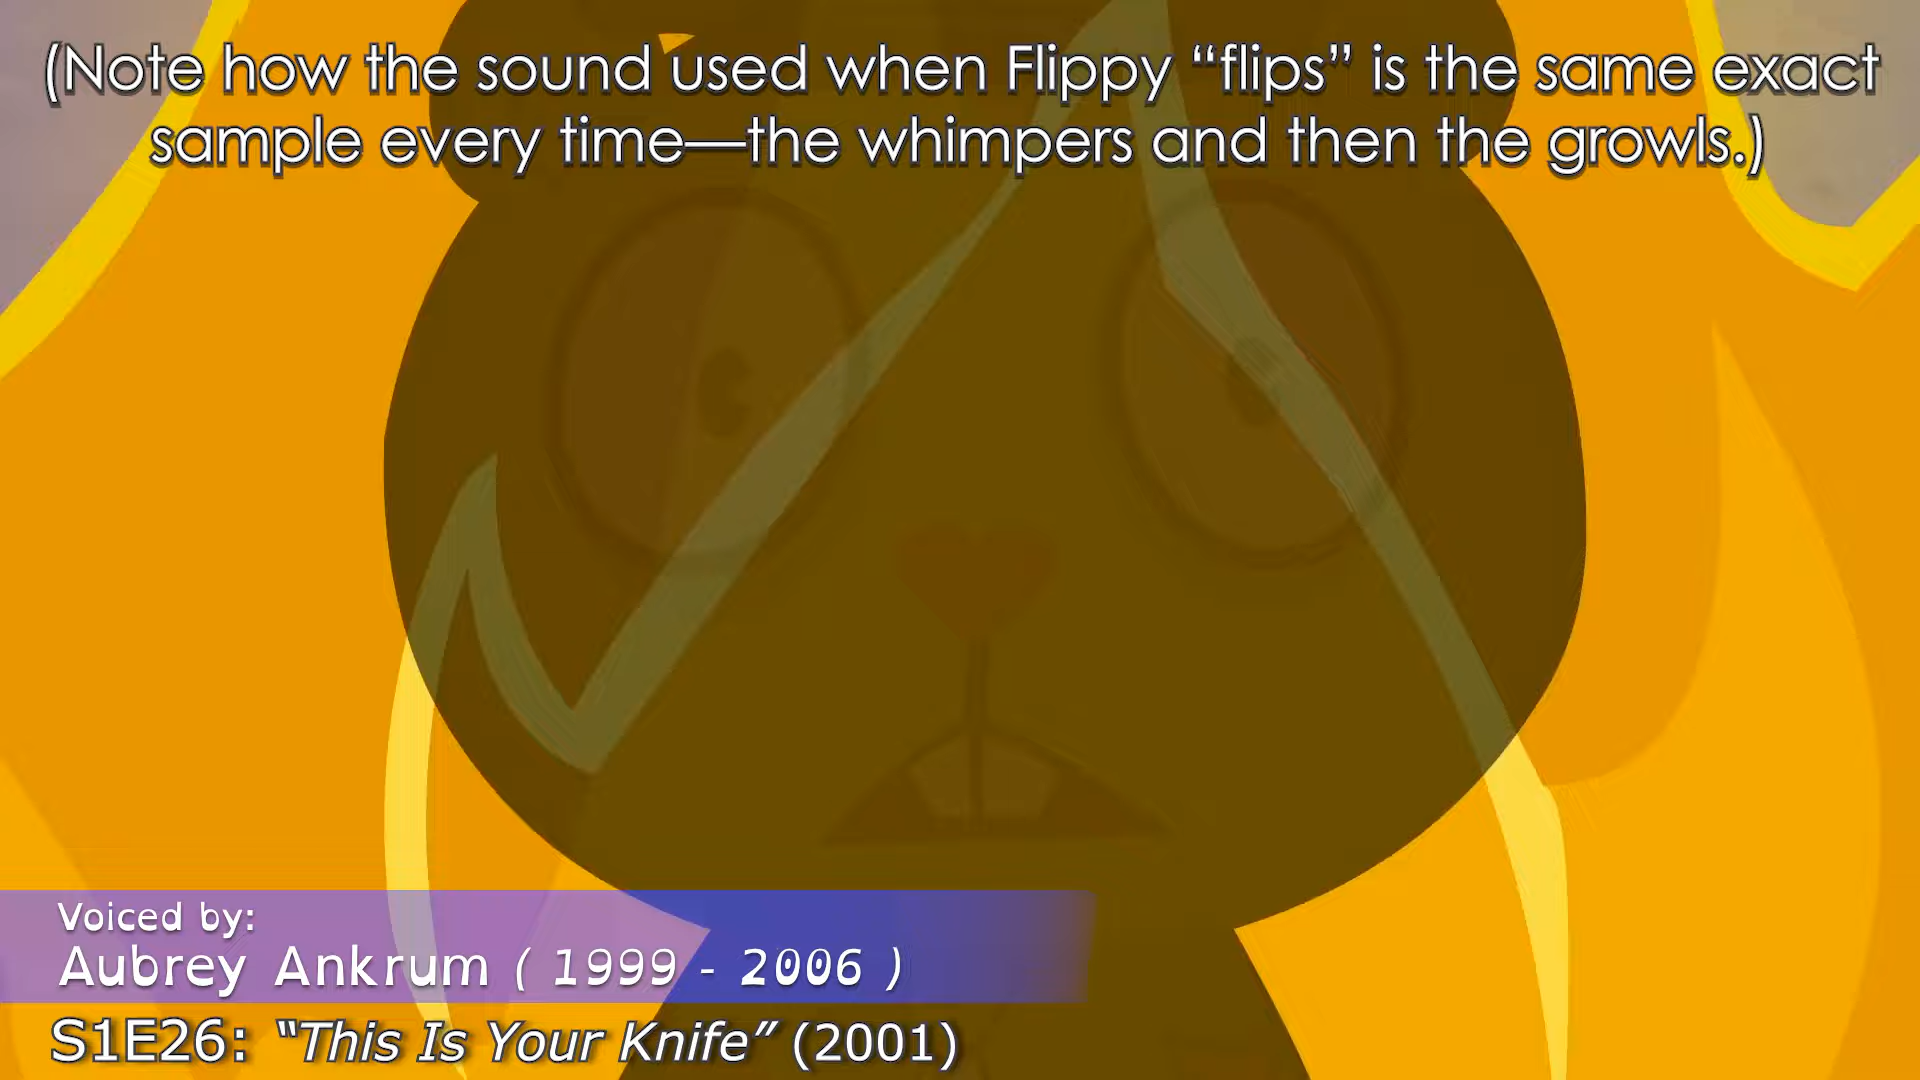 (Note how the sound used when Flippy “flips” is the same exact
sample every time—the whimpers and then the growls.)
Voiced by:
Aubrey Ankrum ( 1999 - 2006 )
S1E26: “This Is Your Knife” (2001)